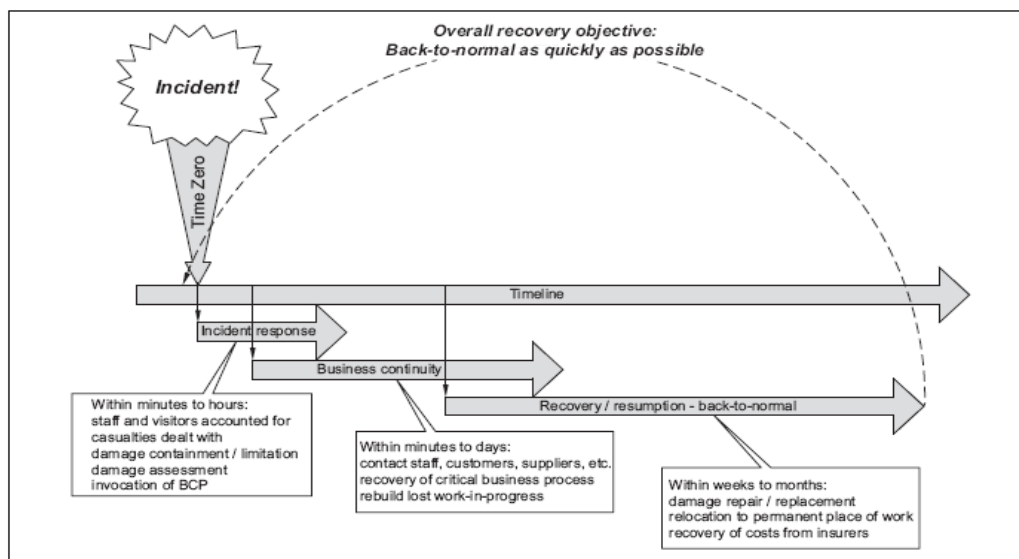 Overall recovery objective:
Back-to-normal as quickly as possible
Incident!
Time Zero
Timeline
Incident response
Business continuity
Recovery / resumption - back-to-normal
Within minutes to hours:
staff and visitors accounted for
casualties dealt with
damage containment / limitation
damage assessment
invocation of BCP
Within minutes to days:
contact staff, customers, suppliers, etc.
recovery of critical business process
rebuild lost work-in-progress
Within weeks to months:
damage repair / replacement
relocation to permanent place of work
recovery of costs from insurers